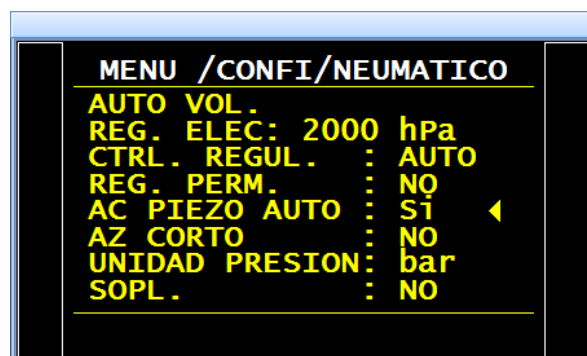 MENU /CONFI/NEUMATICO
AUTO VOL.
REG. ELEC: 2000 hPa
CTRL. REGUL. : AUTO
REG. PERM. : NO
AC PIEZO AUTO : Si
AZ CORTO : NO
UNIDAD PRESION: bar
SOPL. : NO